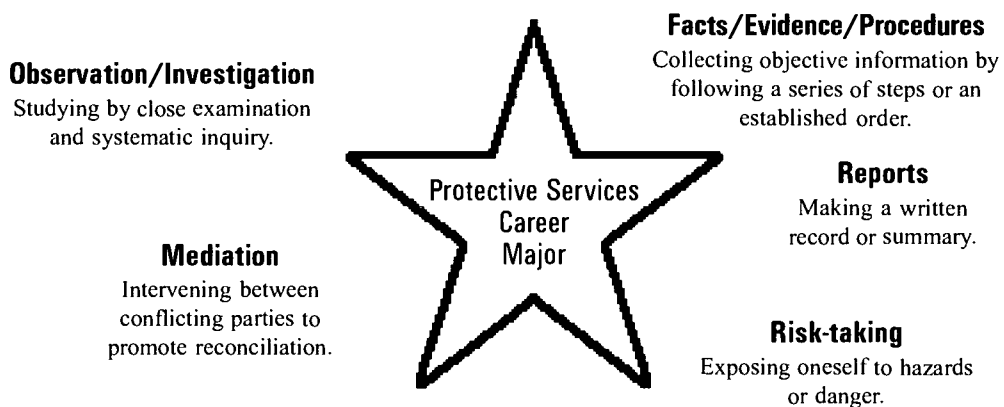 Facts/Evidence/Procedures
Collecting objective information by
following a series of steps or an
established order.
Observation/Investigation
Studying by close examination
and systematic inquiry.
Protective Services
Career
Major
Reports
Making a written
record or summary.
Mediation
Intervening between
conflicting parties to
promote reconciliation.
Risk-taking
Exposing oneself to hazards
or danger.